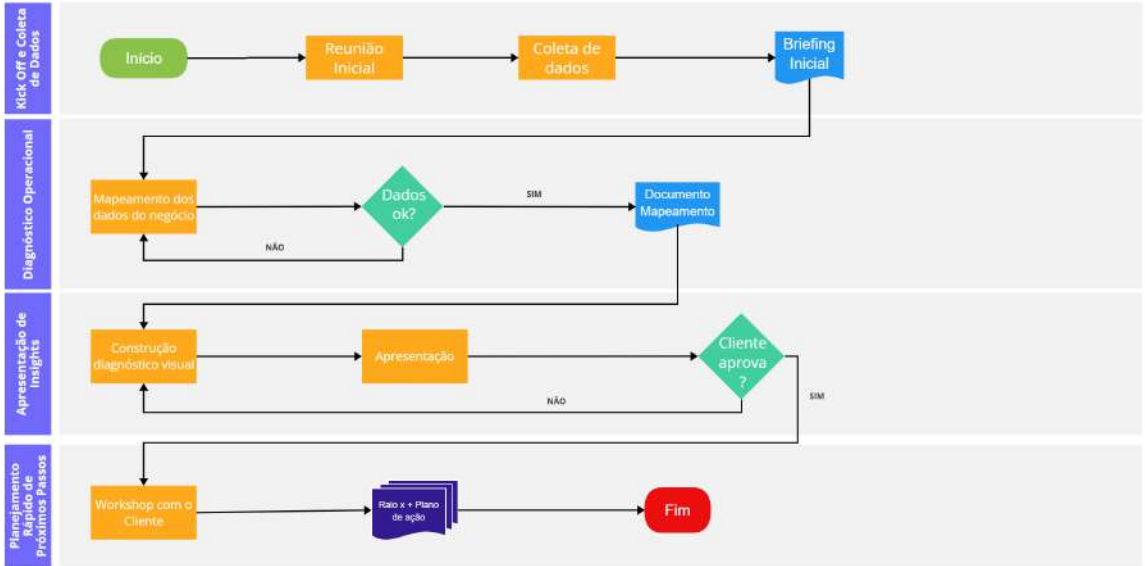 Kick Off e Coleta
de Dados
Início
Reunião
Inicial
Coleta de
dados
Briefing
Inicial
Diagnóstico Operacional
Mapeamento dos
dados do negócio
Dados
ok?
SIM
NÃO
Documento
Mapeamento
Apresentação de
Insights
Construção
diagnóstico visual
Apresentação
Cliente
aprova
?
NÃO
SIM
Planejamento
Rápido de
Próximos Passos
Workshop com o
Cliente
Raio x + Plano
de ação
Fim